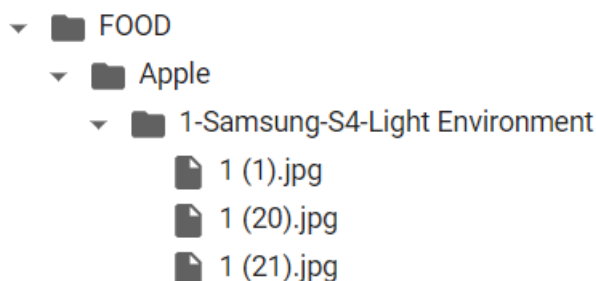 FOOD
Apple
1-Samsung-S4-Light Environment
1 (1).jpg
1 (20).jpg
1 (21).jpg